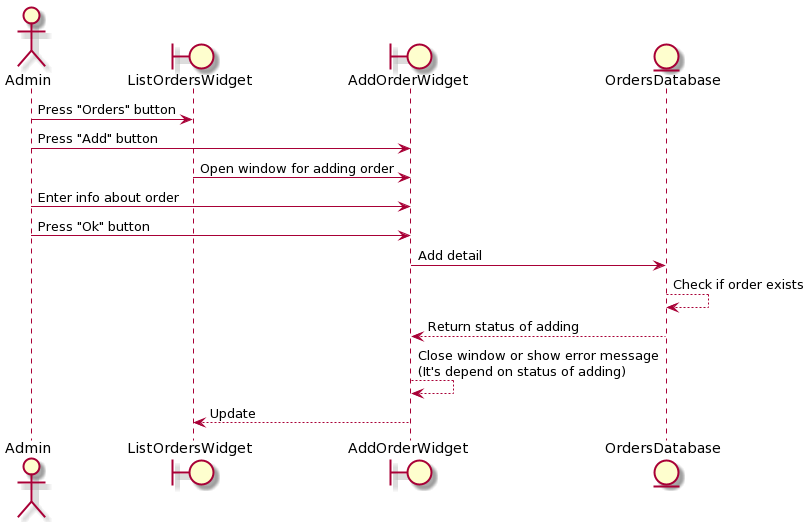 Admin
ListOrdersWidget
AddOrderWidget
OrdersDatabase
Press "Orders" button
Press "Add" button
Open window for adding order
Enter info about order
Press "Ok" button
Add detail
Check if order exists
Return status of adding
Close window or show error message
(It's depend on status of adding)
Update
Admin
ListOrdersWidget
AddOrderWidget
OrdersDatabase